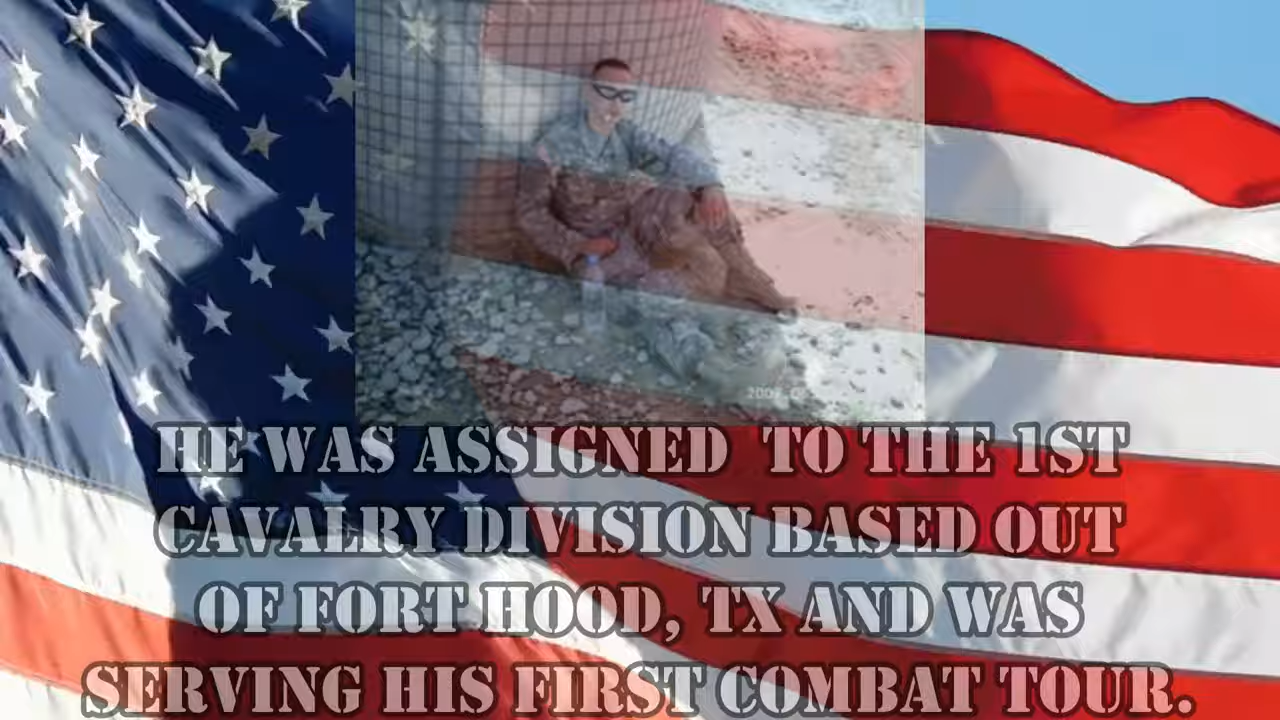 HE WAS ASSIGNED TO THE 1ST
CAVALRY DIVISION BASED OUT
OF FORT HOOD, TX AND WAS
SERVING HIS FIRST COMBAT TOUR.